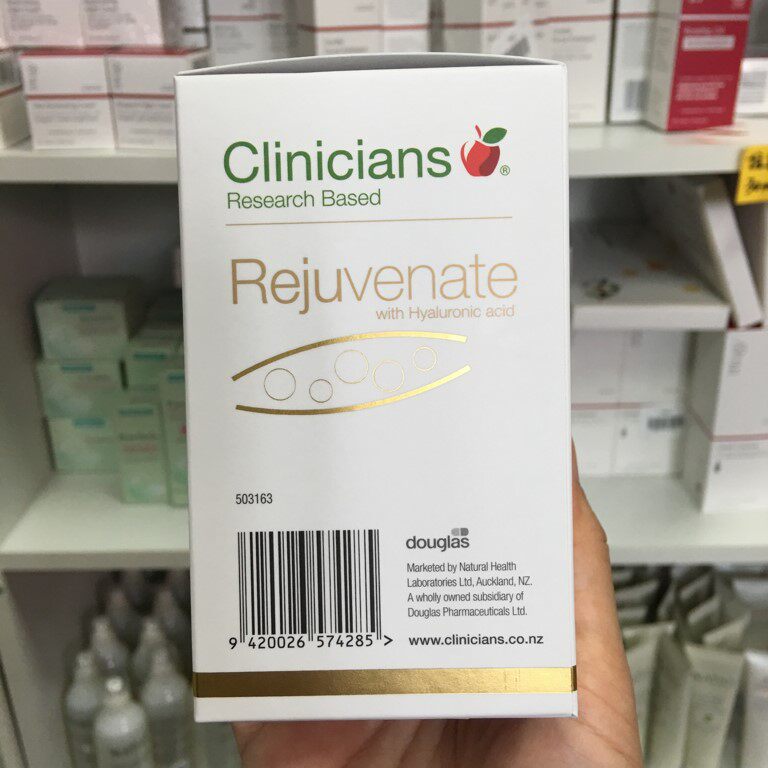 Clinicians®
Research Based
Rejuvenate
with Hyaluronic acid
503163
douglas
Marketed by Natural Health
Laboratories Ltd, Auckland, NZ.
A wholly owned subsidiary of
Douglas Pharmaceuticals Ltd.
www.clinicians.co.nz
9 420026 574285 >